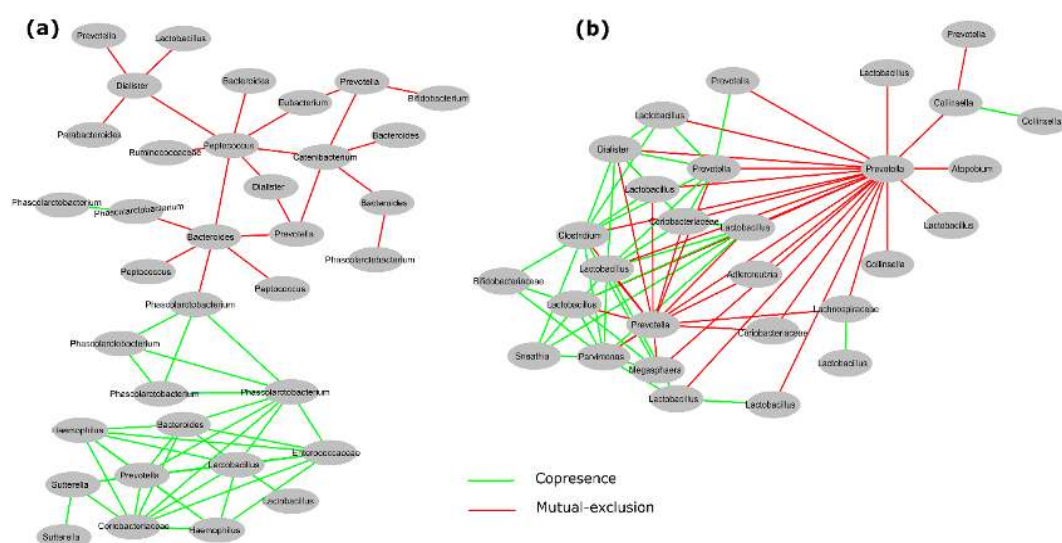 (a)
Prevotella
Lactobacillus
Dialister
Parabacteroides
Bacteroides
Prevotella
Eubacterium
Bifidobacterium
Peptococcus
Bacteroides
Ruminococcaceae
Catenibacterium
Dialister
Phascolarctobacterium
Phascolarctobacterium
Bacteroides
Bacteroides
Prevotella
Phascolarctobacterium
Peptococcus
Peptococcus
Phascolarctobacterium
Phascolarctobacterium
Phascolarctobacterium
Phascolarctobacterium
Haemophilus
Bacteroides
Enterococcaceae
Lactobacillus
Prevotella
Sutterella
Lactobacillus
Coriobacteriaceae
Haemophilus
Sutterella
(b)
Prevotella
Lactobacillus
Prevotella
Collinsella
Collinsella
Lactobacillus
Dialister
Prevotella
Prevotella
Atopobium
Lactobacillus
Coriobacteriaceae
Lactobacillus
Lactobacillus
Clostridium
Lactobacillus
Collinsella
Adlercreutzia
Bifidobacteriaceae
Lactobacillus
Lachnospiraceae
Prevotella
Coriobacteriaceae
Sneathia
Parvimonas
Megasphaera
Lactobacillus
Lactobacillus
Lactobacillus
Copresence
Mutual-exclusion